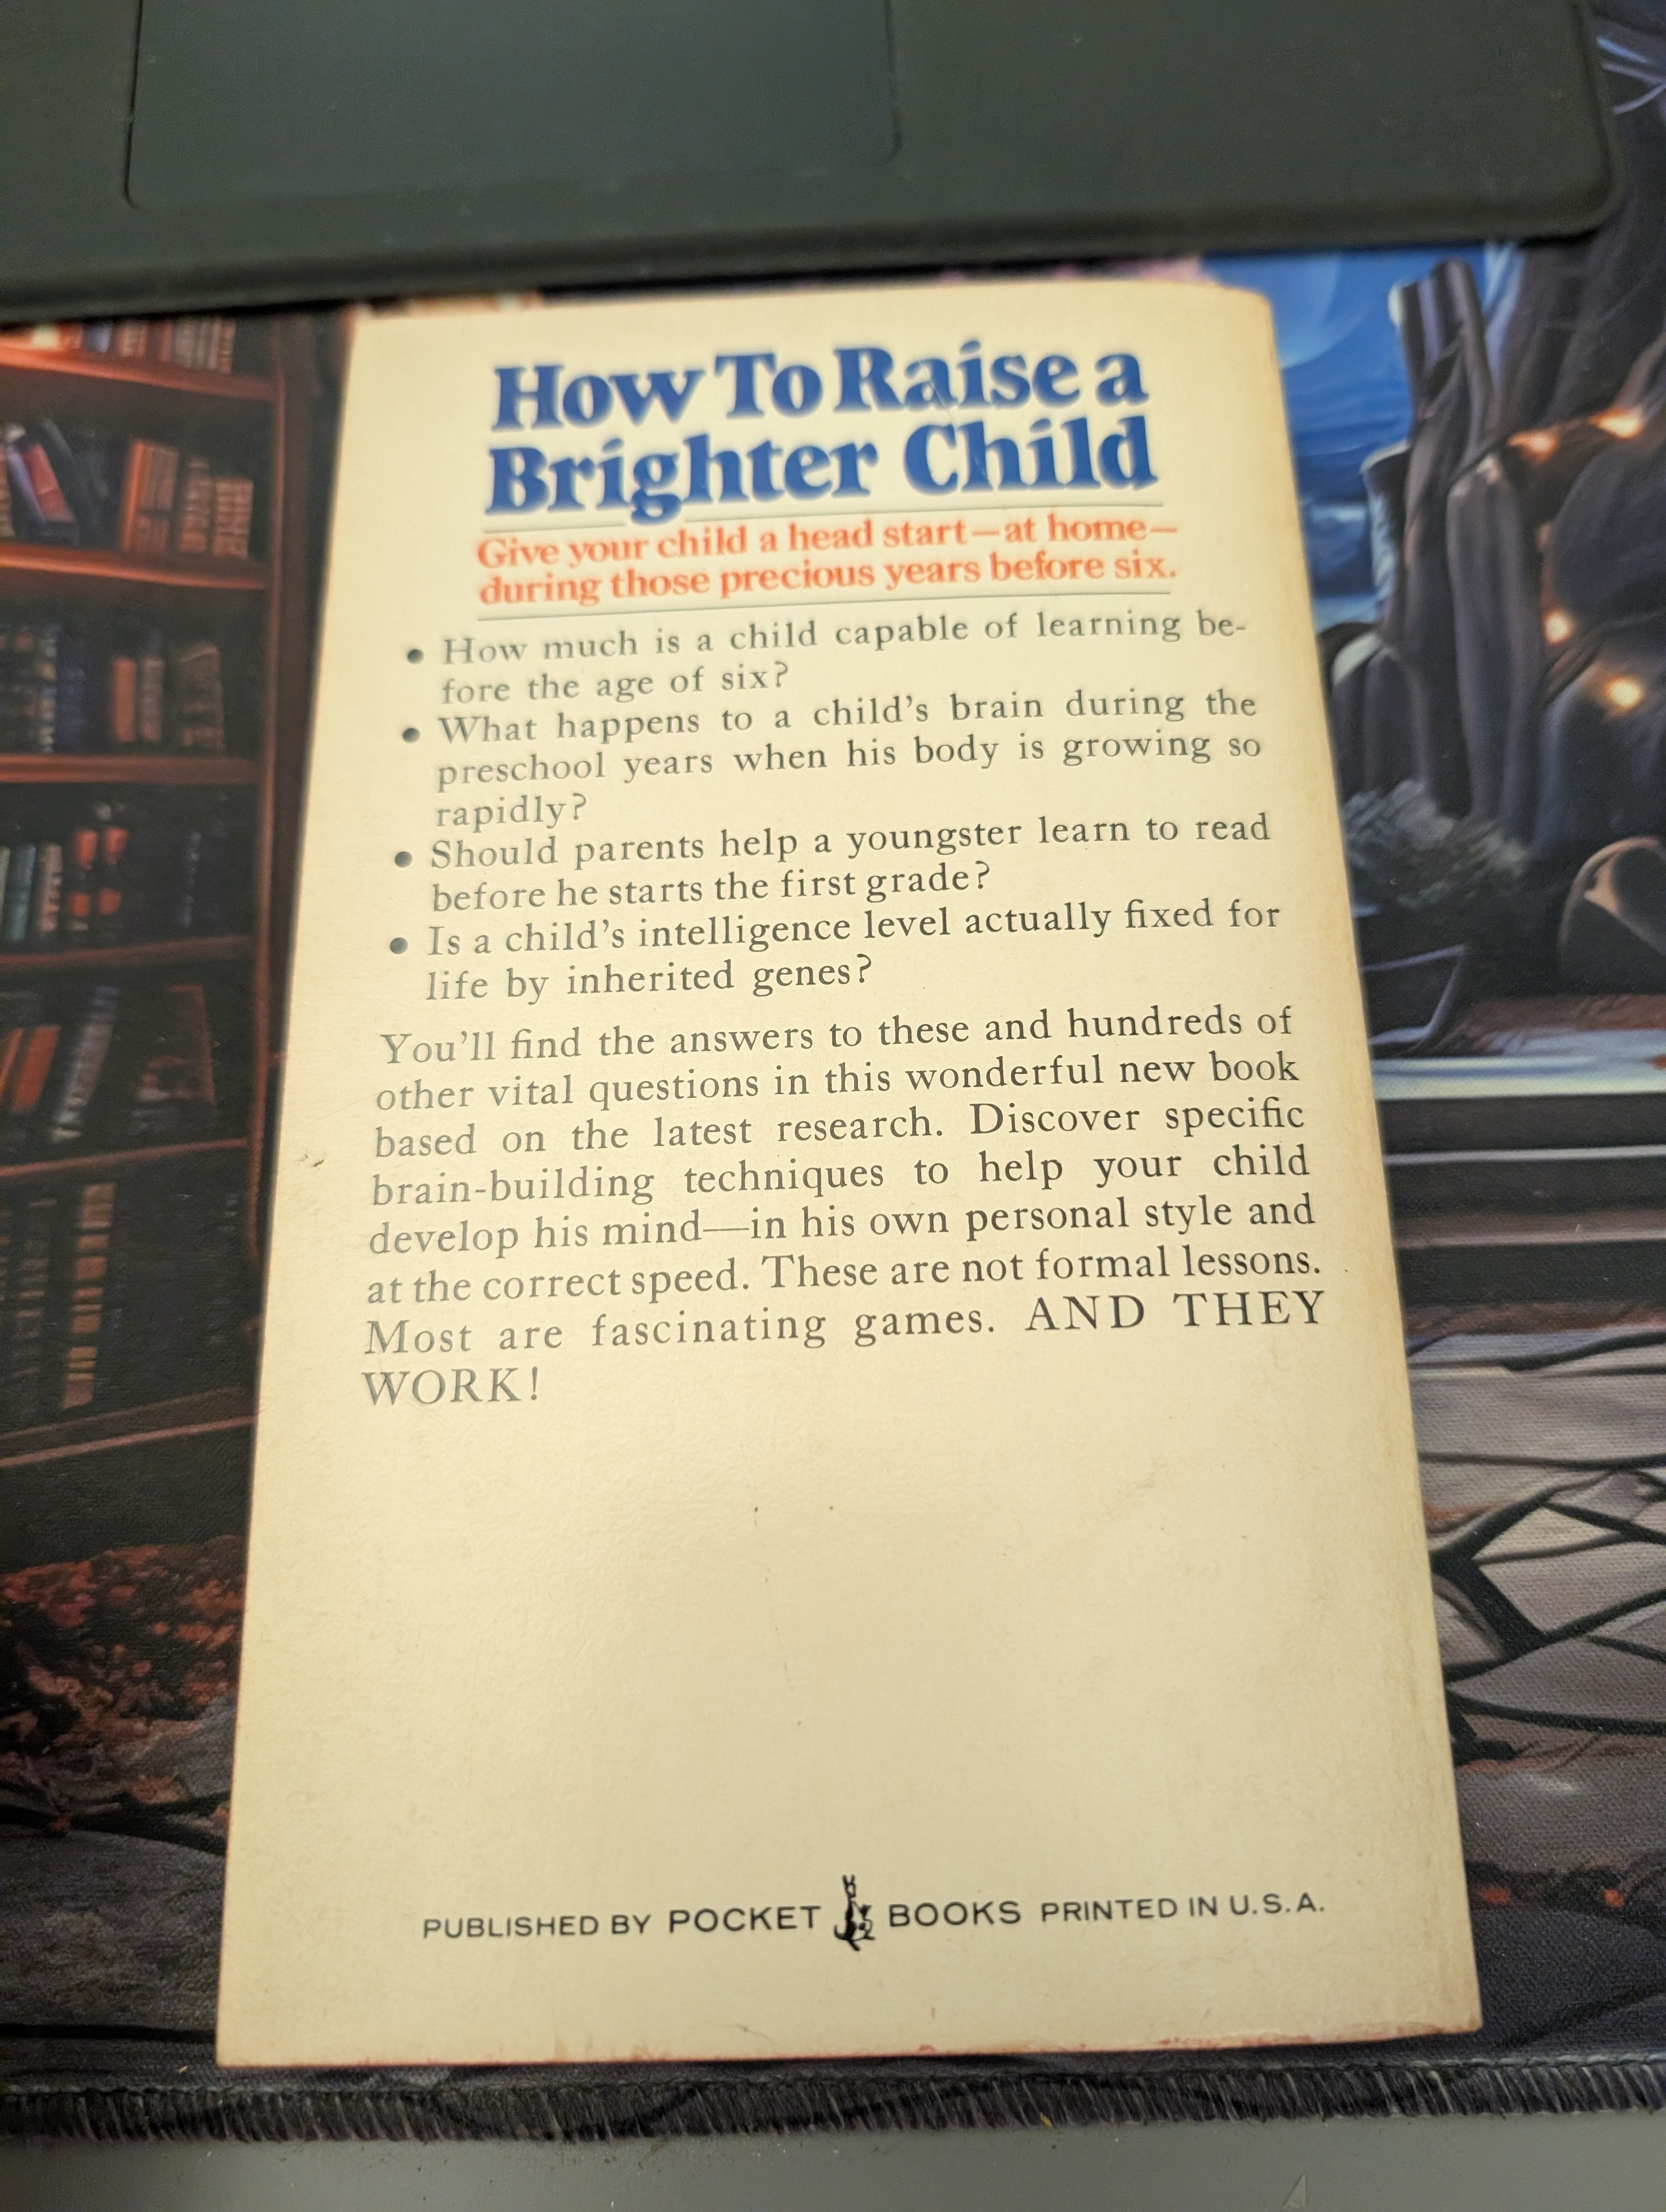 How To Raise a
Brighter Child
Give your child a head start—at home—
during those precious years before six.
• How much is a child capable of learning be-
fore the age of six?
• What happens to a child's brain during the
preschool years when his body is growing so
rapidly?
• Should parents help a youngster learn to read
before he starts the first grade?
• Is a child's intelligence level actually fixed for
life by inherited genes?
You'll find the answers to these and hundreds of
other vital questions in this wonderful new book
based on the latest research. Discover specific
brain-building techniques to help your child
develop his mind—in his own personal style and
at the correct speed. These are not formal lessons.
Most are fascinating games. AND THEY
WORK!
PUBLISHED BY POCKET BOOKS PRINTED IN U.S.A.